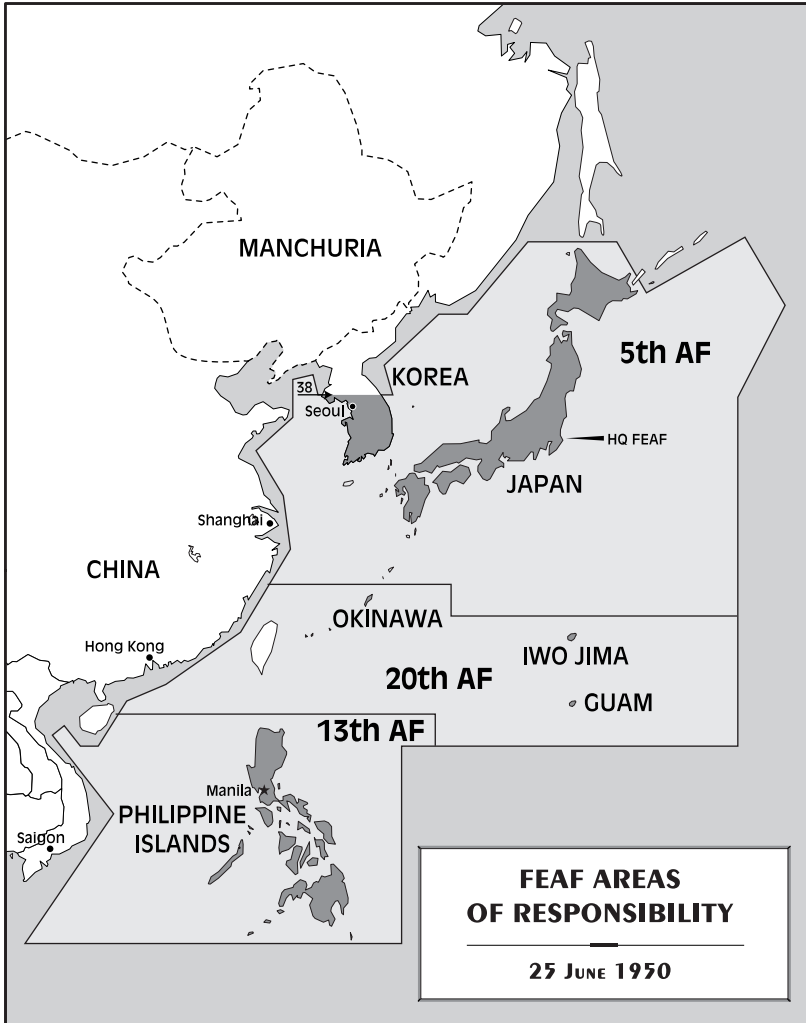 MANCHURIA
5th AF
KOREA
38
Seoul
HQ FEAF
JAPAN
Shanghai
CHINA
OKINAWA
Hong Kong
IWO JIMA
20th AF
GUAM
13th AF
Manila
PHILIPPINE
ISLANDS
Saigon
FEAF AREAS
OF RESPONSIBILITY
25 JUNE 1950